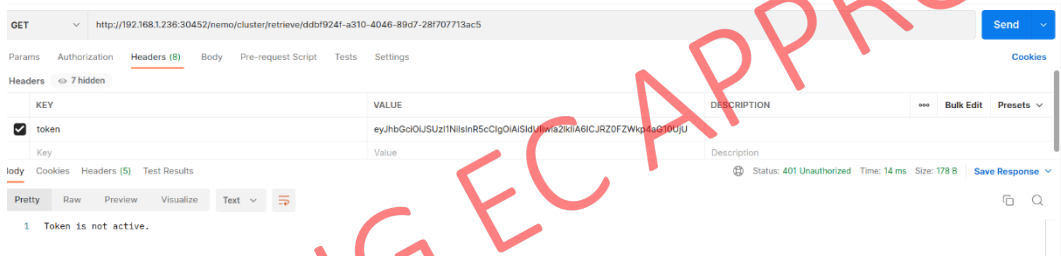 GET http://192.168.1.236:30452/nemo/cluster/retrieve/ddbf924f-a310-4046-89d7-28f707713ac5 Send
Params Authorization Headers (8) Body Pre-request Script Tests Settings Cookies
Headers 7 hidden
KEY VALUE DESCRIPTION Bulk Edit Presets
token
Key Value Description
Body Cookies Headers (5) Test Results Status: 401 Unauthorized Time: 14 ms Size: 178 B Save Response
Pretty Raw Preview Visualize Text
1 Token is not active.
G EC APPRO